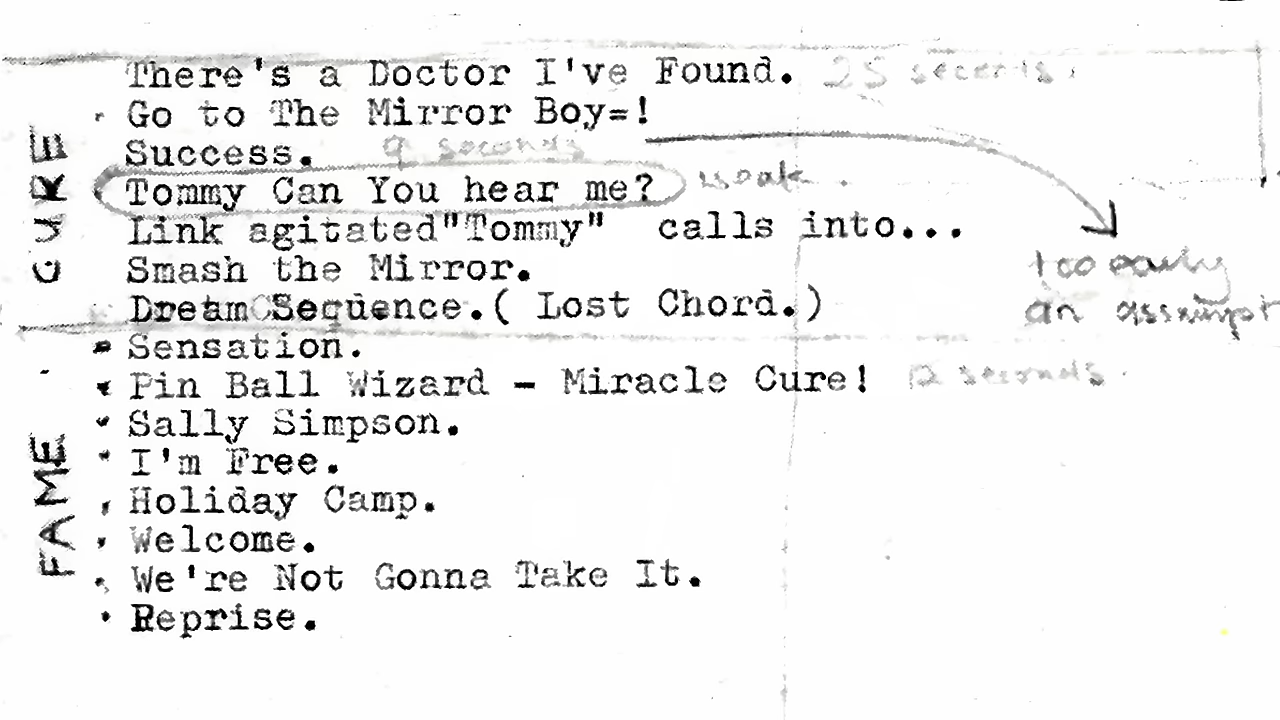 There's a Doctor I've Found. 25 seconds.
Go to The Mirror Boy=!
Success. 9 seconds
Tommy Can You hear me? weak.
Link agitated"Tommy" calls into...
Smash the Mirror.
too early
Dream Sequence.( Lost Chord.)
an assumpt
CURE
Sensation.
Pin Ball Wizard - Miracle Cure! 12 seconds.
Sally Simpson.
I'm Free.
Holiday Camp.
Welcome.
We're Not Gonna Take It.
Reprise.
FAME